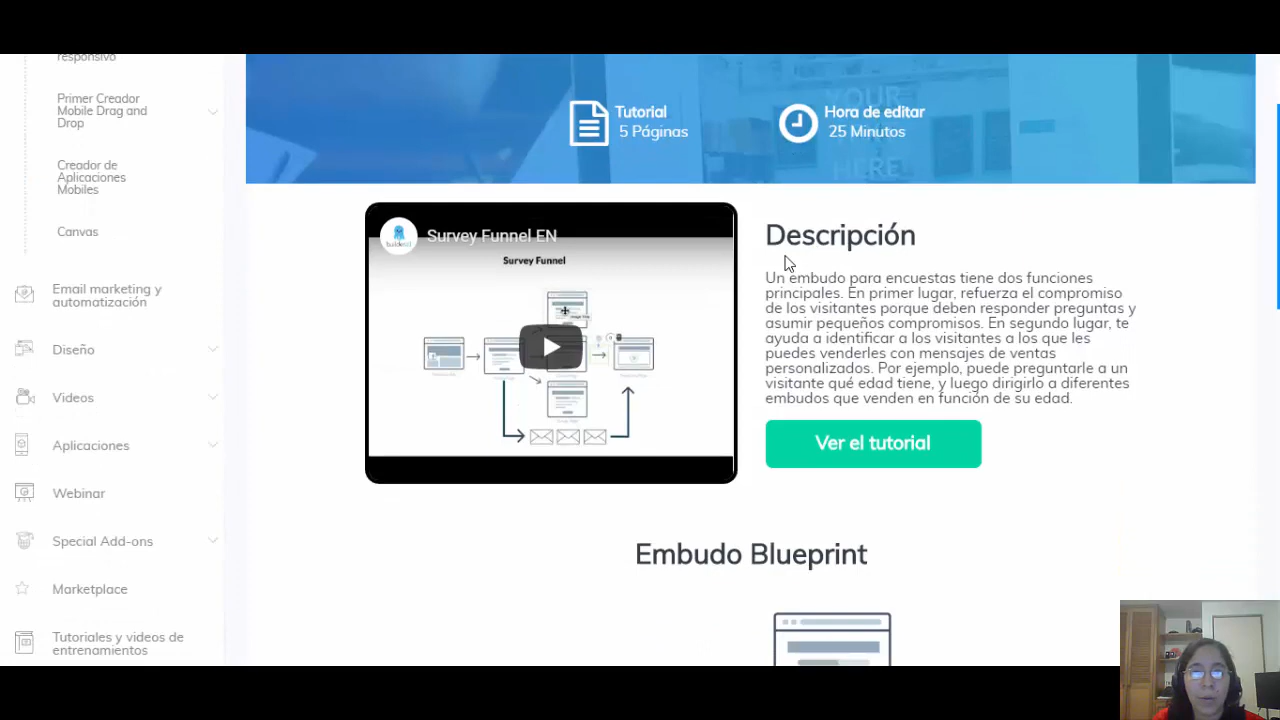 responsivo
Primer Creador
Mobile Drag and
Drop
Creador de
Aplicaciones
Mobiles
Canvas
Email marketing y
automatización
Diseño
Videos
Aplicaciones
Webinar
Special Add-ons
Marketplace
Tutoriales y videos de
entrenamientos
YOUR
HERE
Tutorial
5 Páginas
Hora de editar
25 Minutos
Survey Funnel EN
Survey Funnel
Descripción
Un embudo para encuestas tiene dos funciones
principales. En primer lugar, refuerza el compromiso
de los visitantes porque deben responder preguntas y
asumir pequeños compromisos. En segundo lugar, te
ayuda a identificar a los visitantes a los que les
puedes venderles con mensajes de ventas
personalizados. Por ejemplo, puede preguntarle a un
visitante qué edad tiene, y luego dirigirlo a diferentes
embudos que venden en función de su edad.
Ver el tutorial
Embudo Blueprint